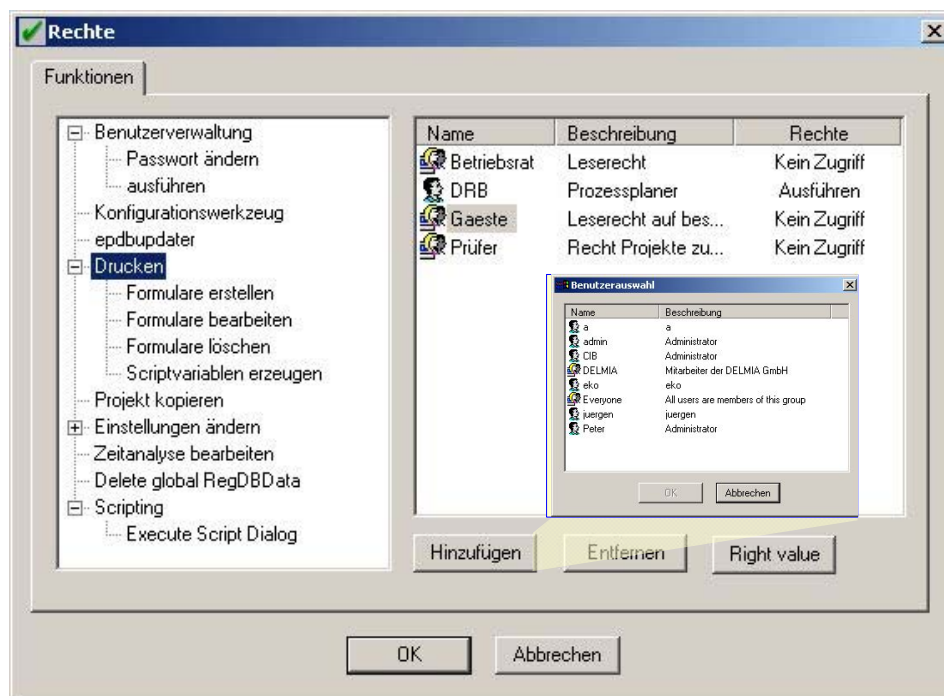 Rechte
Funktionen
Benutzerverwaltung
Passwort ändern
ausführen
Konfigurationswerkzeug
epdbupdater
Drucken
Formulare erstellen
Formulare bearbeiten
Formulare löschen
Scriptvariablen erzeugen
Projekt kopieren
Einstellungen ändern
Zeitanalyse bearbeiten
Delete global RegDBData
Scripting
Execute Script Dialog
Name Beschreibung Rechte
Betriebsrat Leserecht Kein Zugriff
DRB Prozessplaner Ausführen
Gaeste Leserecht auf bes... Kein Zugriff
Prüfer Recht Projekte zu... Kein Zugriff
Benutzerauswahl
Name Beschreibung
a a
admin Administrator
CIB Administrator
DELMIA Mitarbeiter der DELMIA GmbH
eko eko
Everyone All users are members of this group
juergen juergen
Peter Administrator
OK Abbrechen
Hinzufügen Entfernen Right value
OK Abbrechen